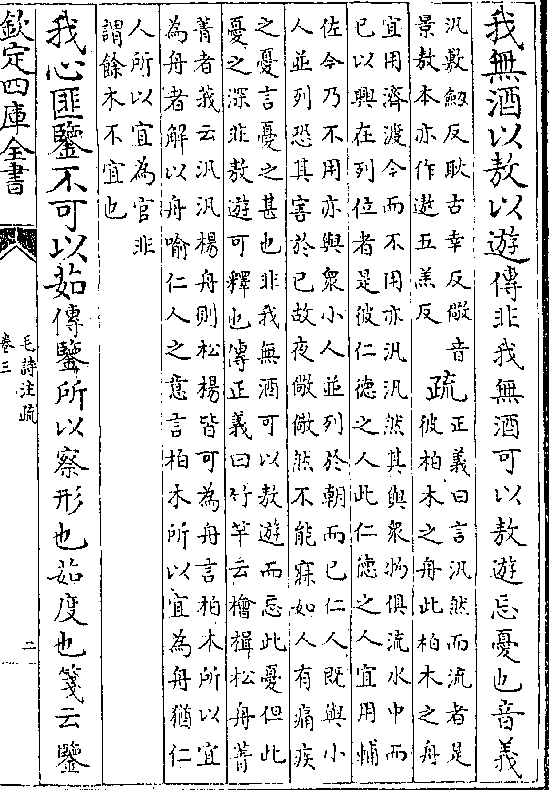 我無酒以敖以遊傳非我無酒可以敖遊忘憂也音義
汎敷劔反耿古幸反儆音
景敖本亦作遨五羔反
疏
正義曰言汎然而流者是
彼柏木之舟此柏木之舟
宜用濟渡今而不用亦汎汎然其與衆物俱流水中而
已以興在列位者是彼仁德之人此仁德之人宜用輔
佐今乃不用亦與衆小人並列於朝而已仁人既與小
人並列恐其害於已故夜儆儆然不能寐如人有痛疾
之憂言憂之甚也非我無酒可以敖遊而忘此憂但此
憂之深非敖遊可釋也傳正義曰竹竿云檜楫松舟菁
菁者莪云汎汎楊舟則松楊皆可為舟言柏木所以宜
為舟者解以舟喻仁人之意言柏木所以宜為舟猶仁
人所以宜為官非
謂餘木不宜也
我心匪鑒不可以茹傳鑒所以察形也茹度也箋云鑒
欽定四庫全書
毛詩注疏
卷三
二